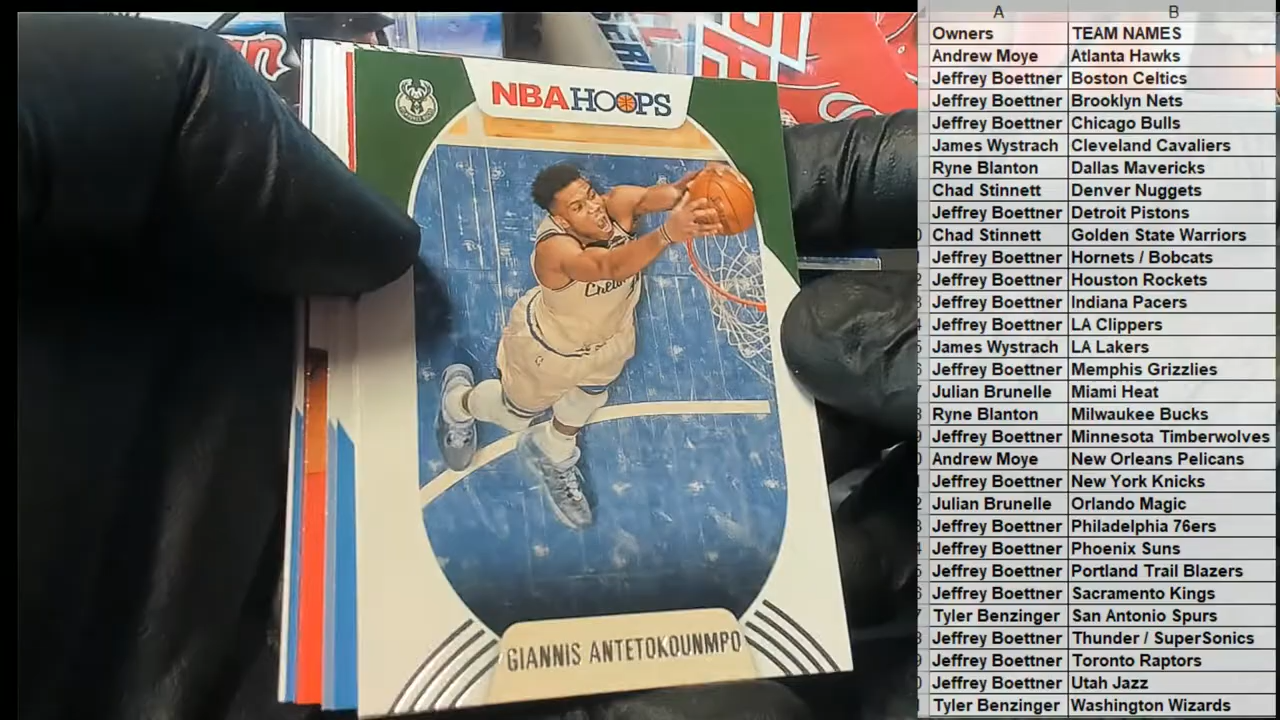 NBA HOOPS
GIANNIS ANTETOKOUNMPO
A B
Owners TEAM NAMES
Andrew Moye Atlanta Hawks
Jeffrey Boettner Boston Celtics
Jeffrey Boettner Brooklyn Nets
Jeffrey Boettner Chicago Bulls
James Wystrach Cleveland Cavaliers
Ryne Blanton Dallas Mavericks
Chad Stinnett Denver Nuggets
Jeffrey Boettner Detroit Pistons
Chad Stinnett Golden State Warriors
Jeffrey Boettner Hornets / Bobcats
Jeffrey Boettner Houston Rockets
Jeffrey Boettner Indiana Pacers
Jeffrey Boettner LA Clippers
James Wystrach LA Lakers
Jeffrey Boettner Memphis Grizzlies
Julian Brunelle Miami Heat
Ryne Blanton Milwaukee Bucks
Jeffrey Boettner Minnesota Timberwolves
Andrew Moye New Orleans Pelicans
Jeffrey Boettner New York Knicks
Julian Brunelle Orlando Magic
Jeffrey Boettner Philadelphia 76ers
Jeffrey Boettner Phoenix Suns
Jeffrey Boettner Portland Trail Blazers
Jeffrey Boettner Sacramento Kings
Tyler Benzinger San Antonio Spurs
Jeffrey Boettner Thunder / SuperSonics
Jeffrey Boettner Toronto Raptors
Jeffrey Boettner Utah Jazz
Tyler Benzinger Washington Wizards